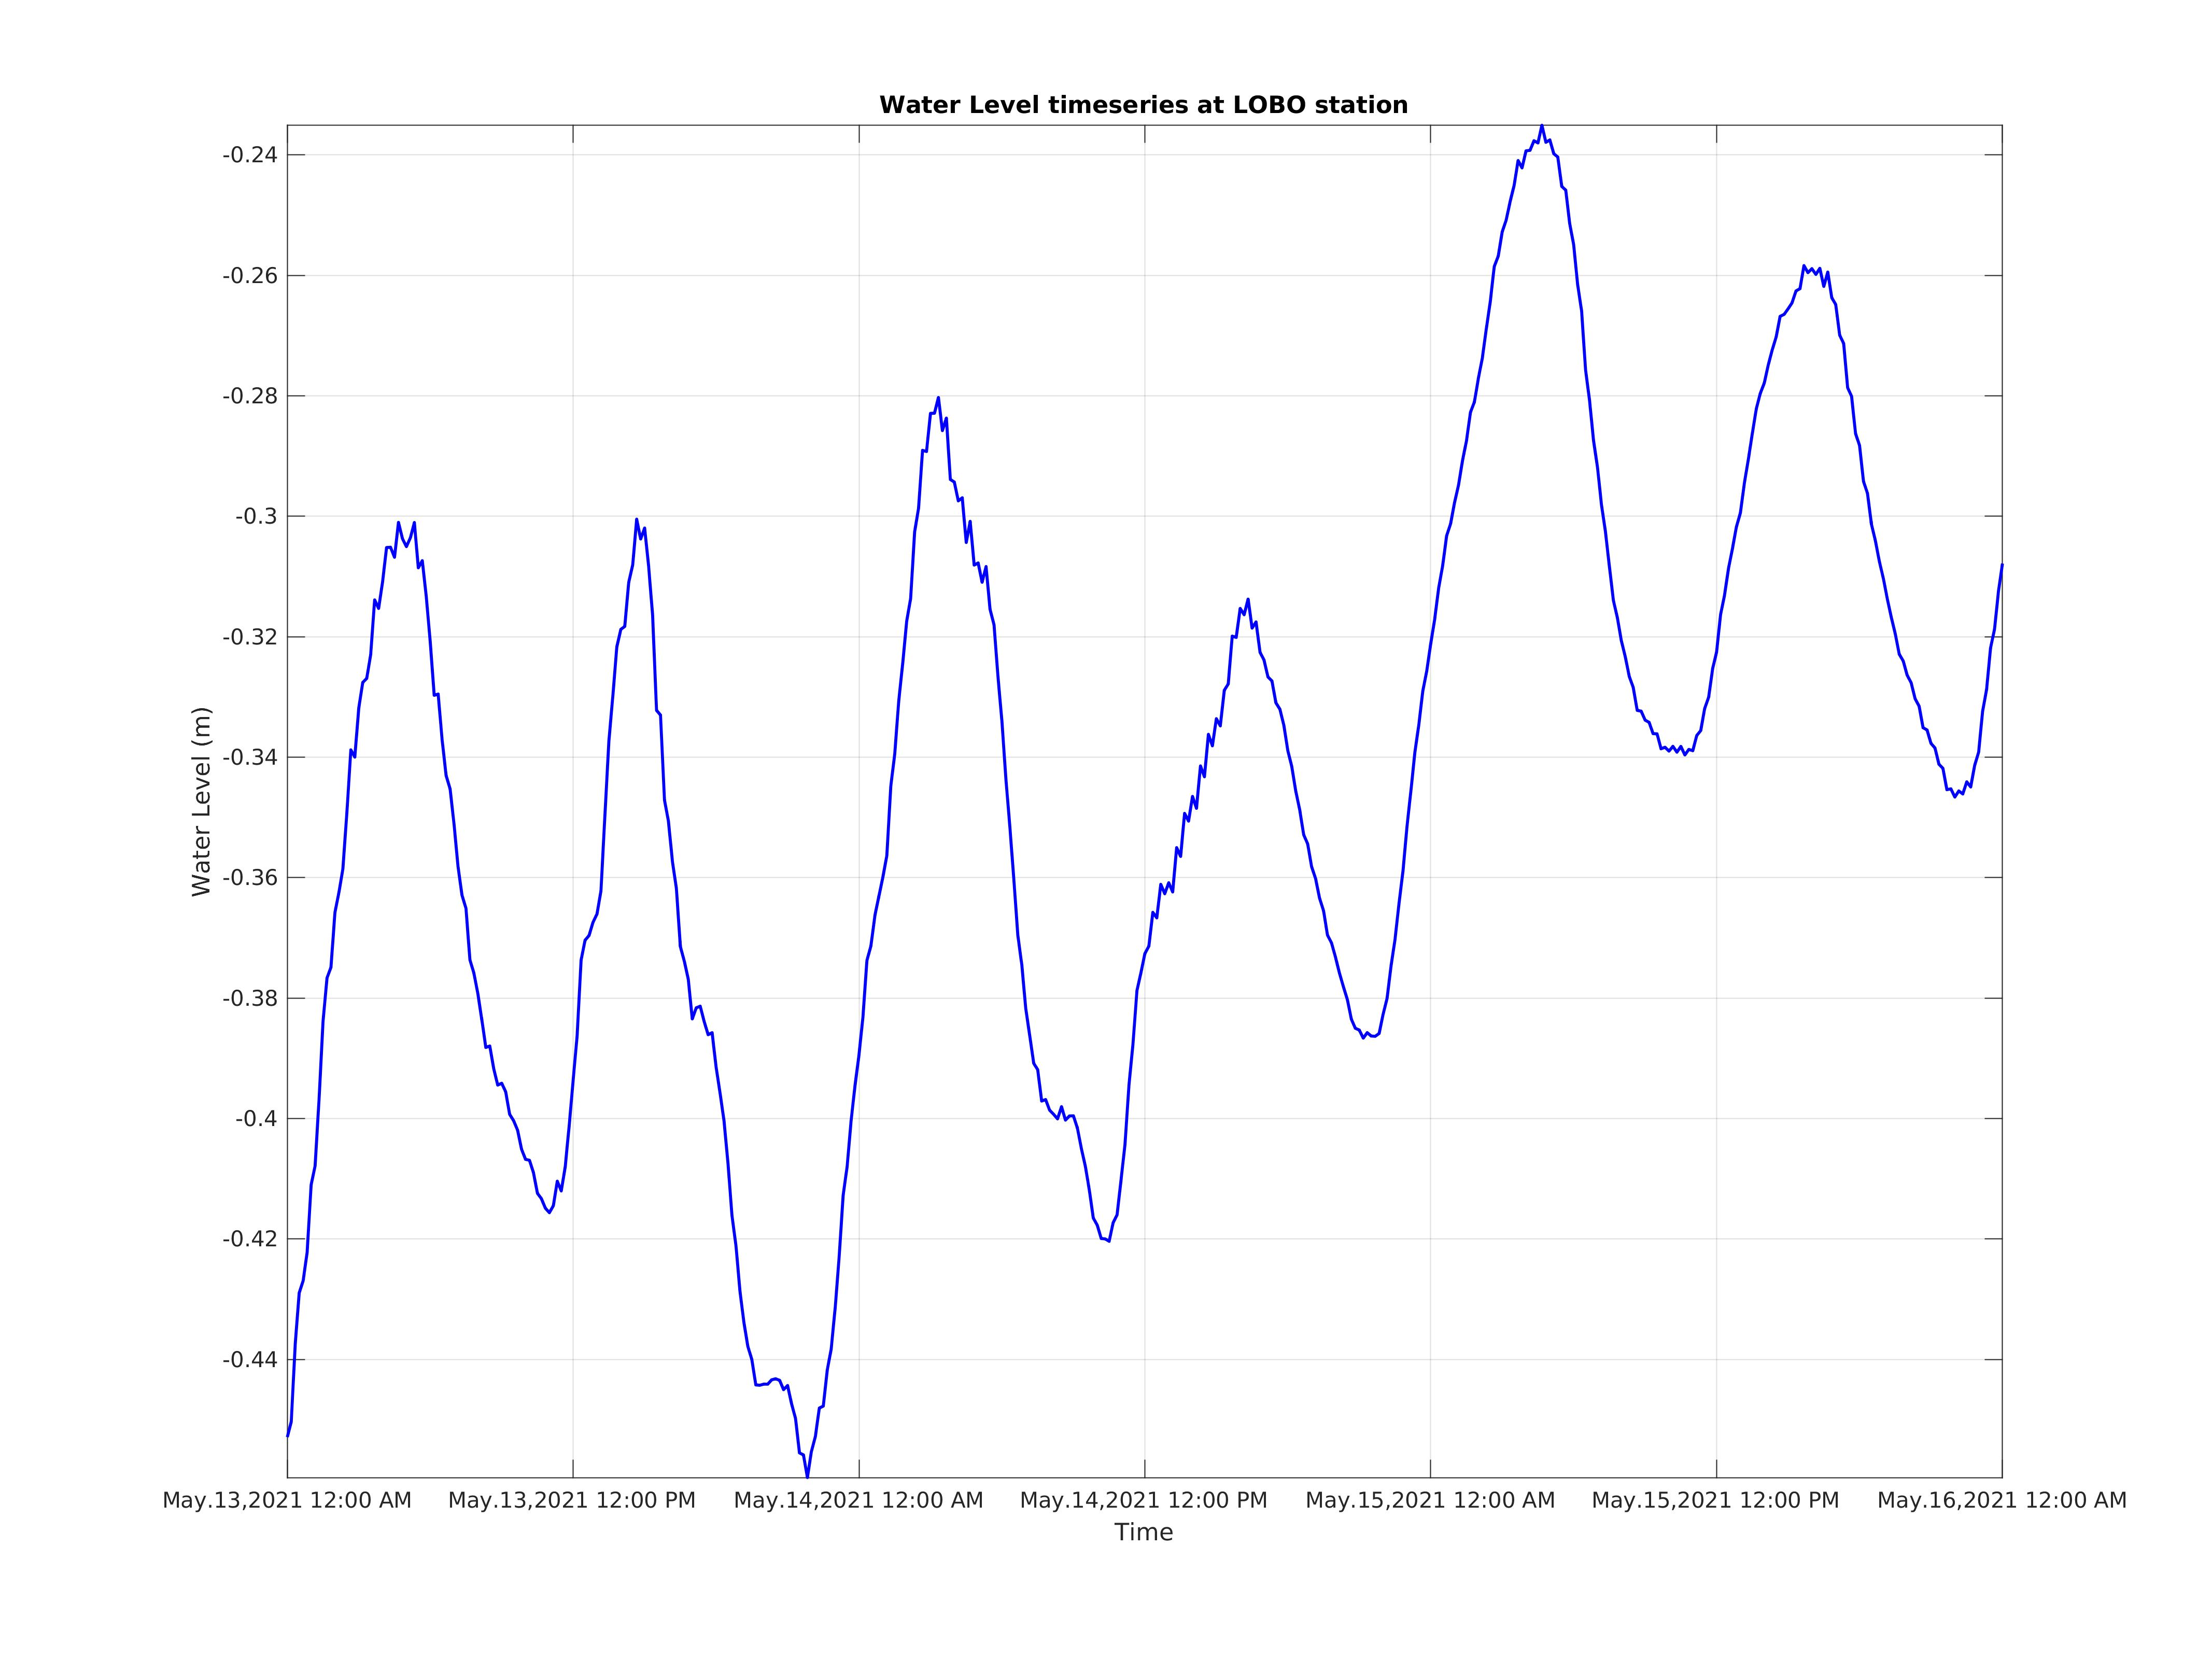 Water Level timeseries at LOBO station
-0.24
-0.26
-0.28
-0.3
-0.32
-0.34
-0.36
-0.38
-0.4
-0.42
-0.44
Water Level (m)
May.13,2021 12:00 AM May.13,2021 12:00 PM May.14,2021 12:00 AM May.14,2021 12:00 PM May.15,2021 12:00 AM May.15,2021 12:00 PM May.16,2021 12:00 AM
Time